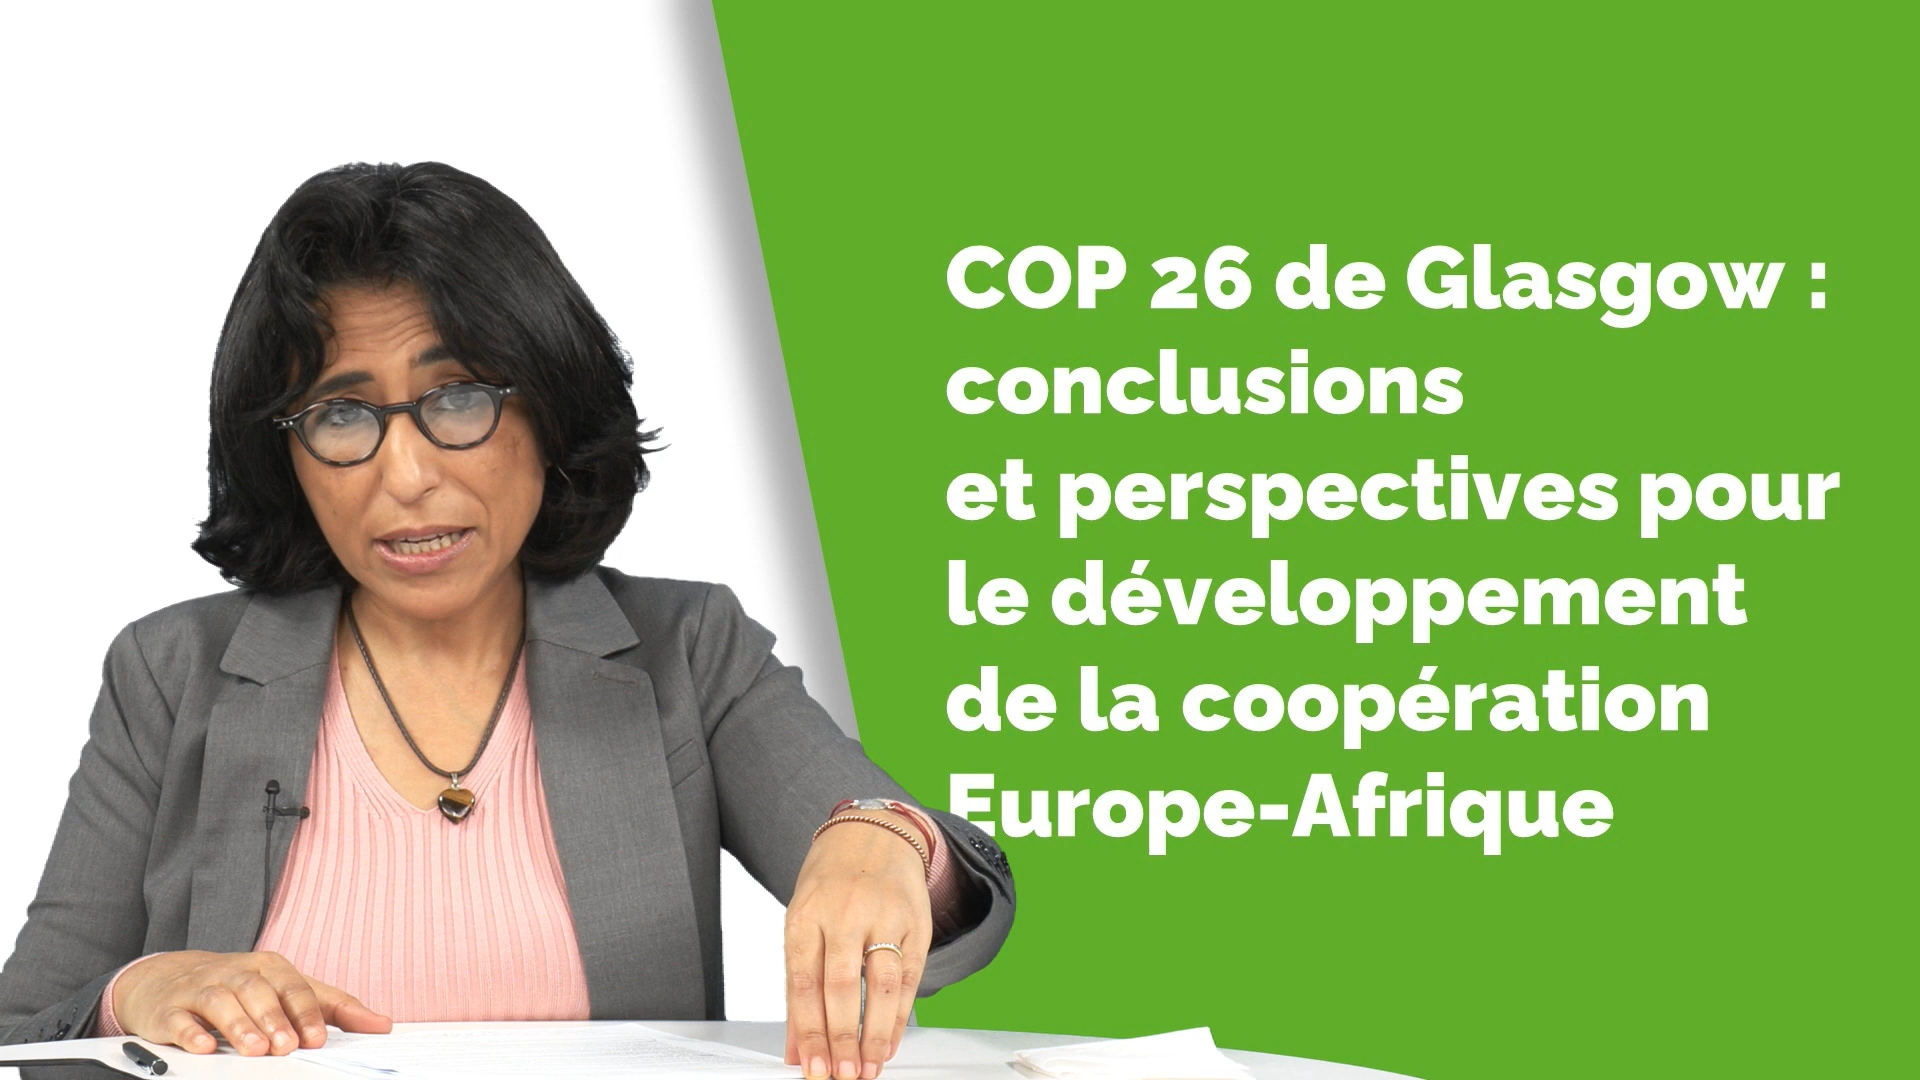 COP 26 de Glasgow :
conclusions
et perspectives pour
le développement
de la coopération
Europe-Afrique